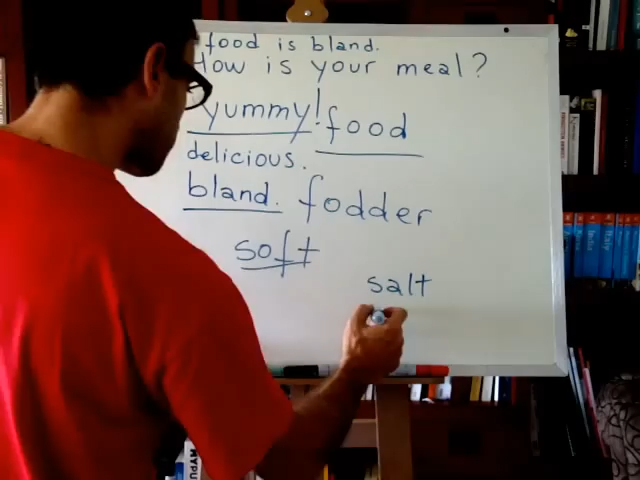 food is bland.
How is your meal?
yummy! food
delicious.
bland. fodder
soft
salt